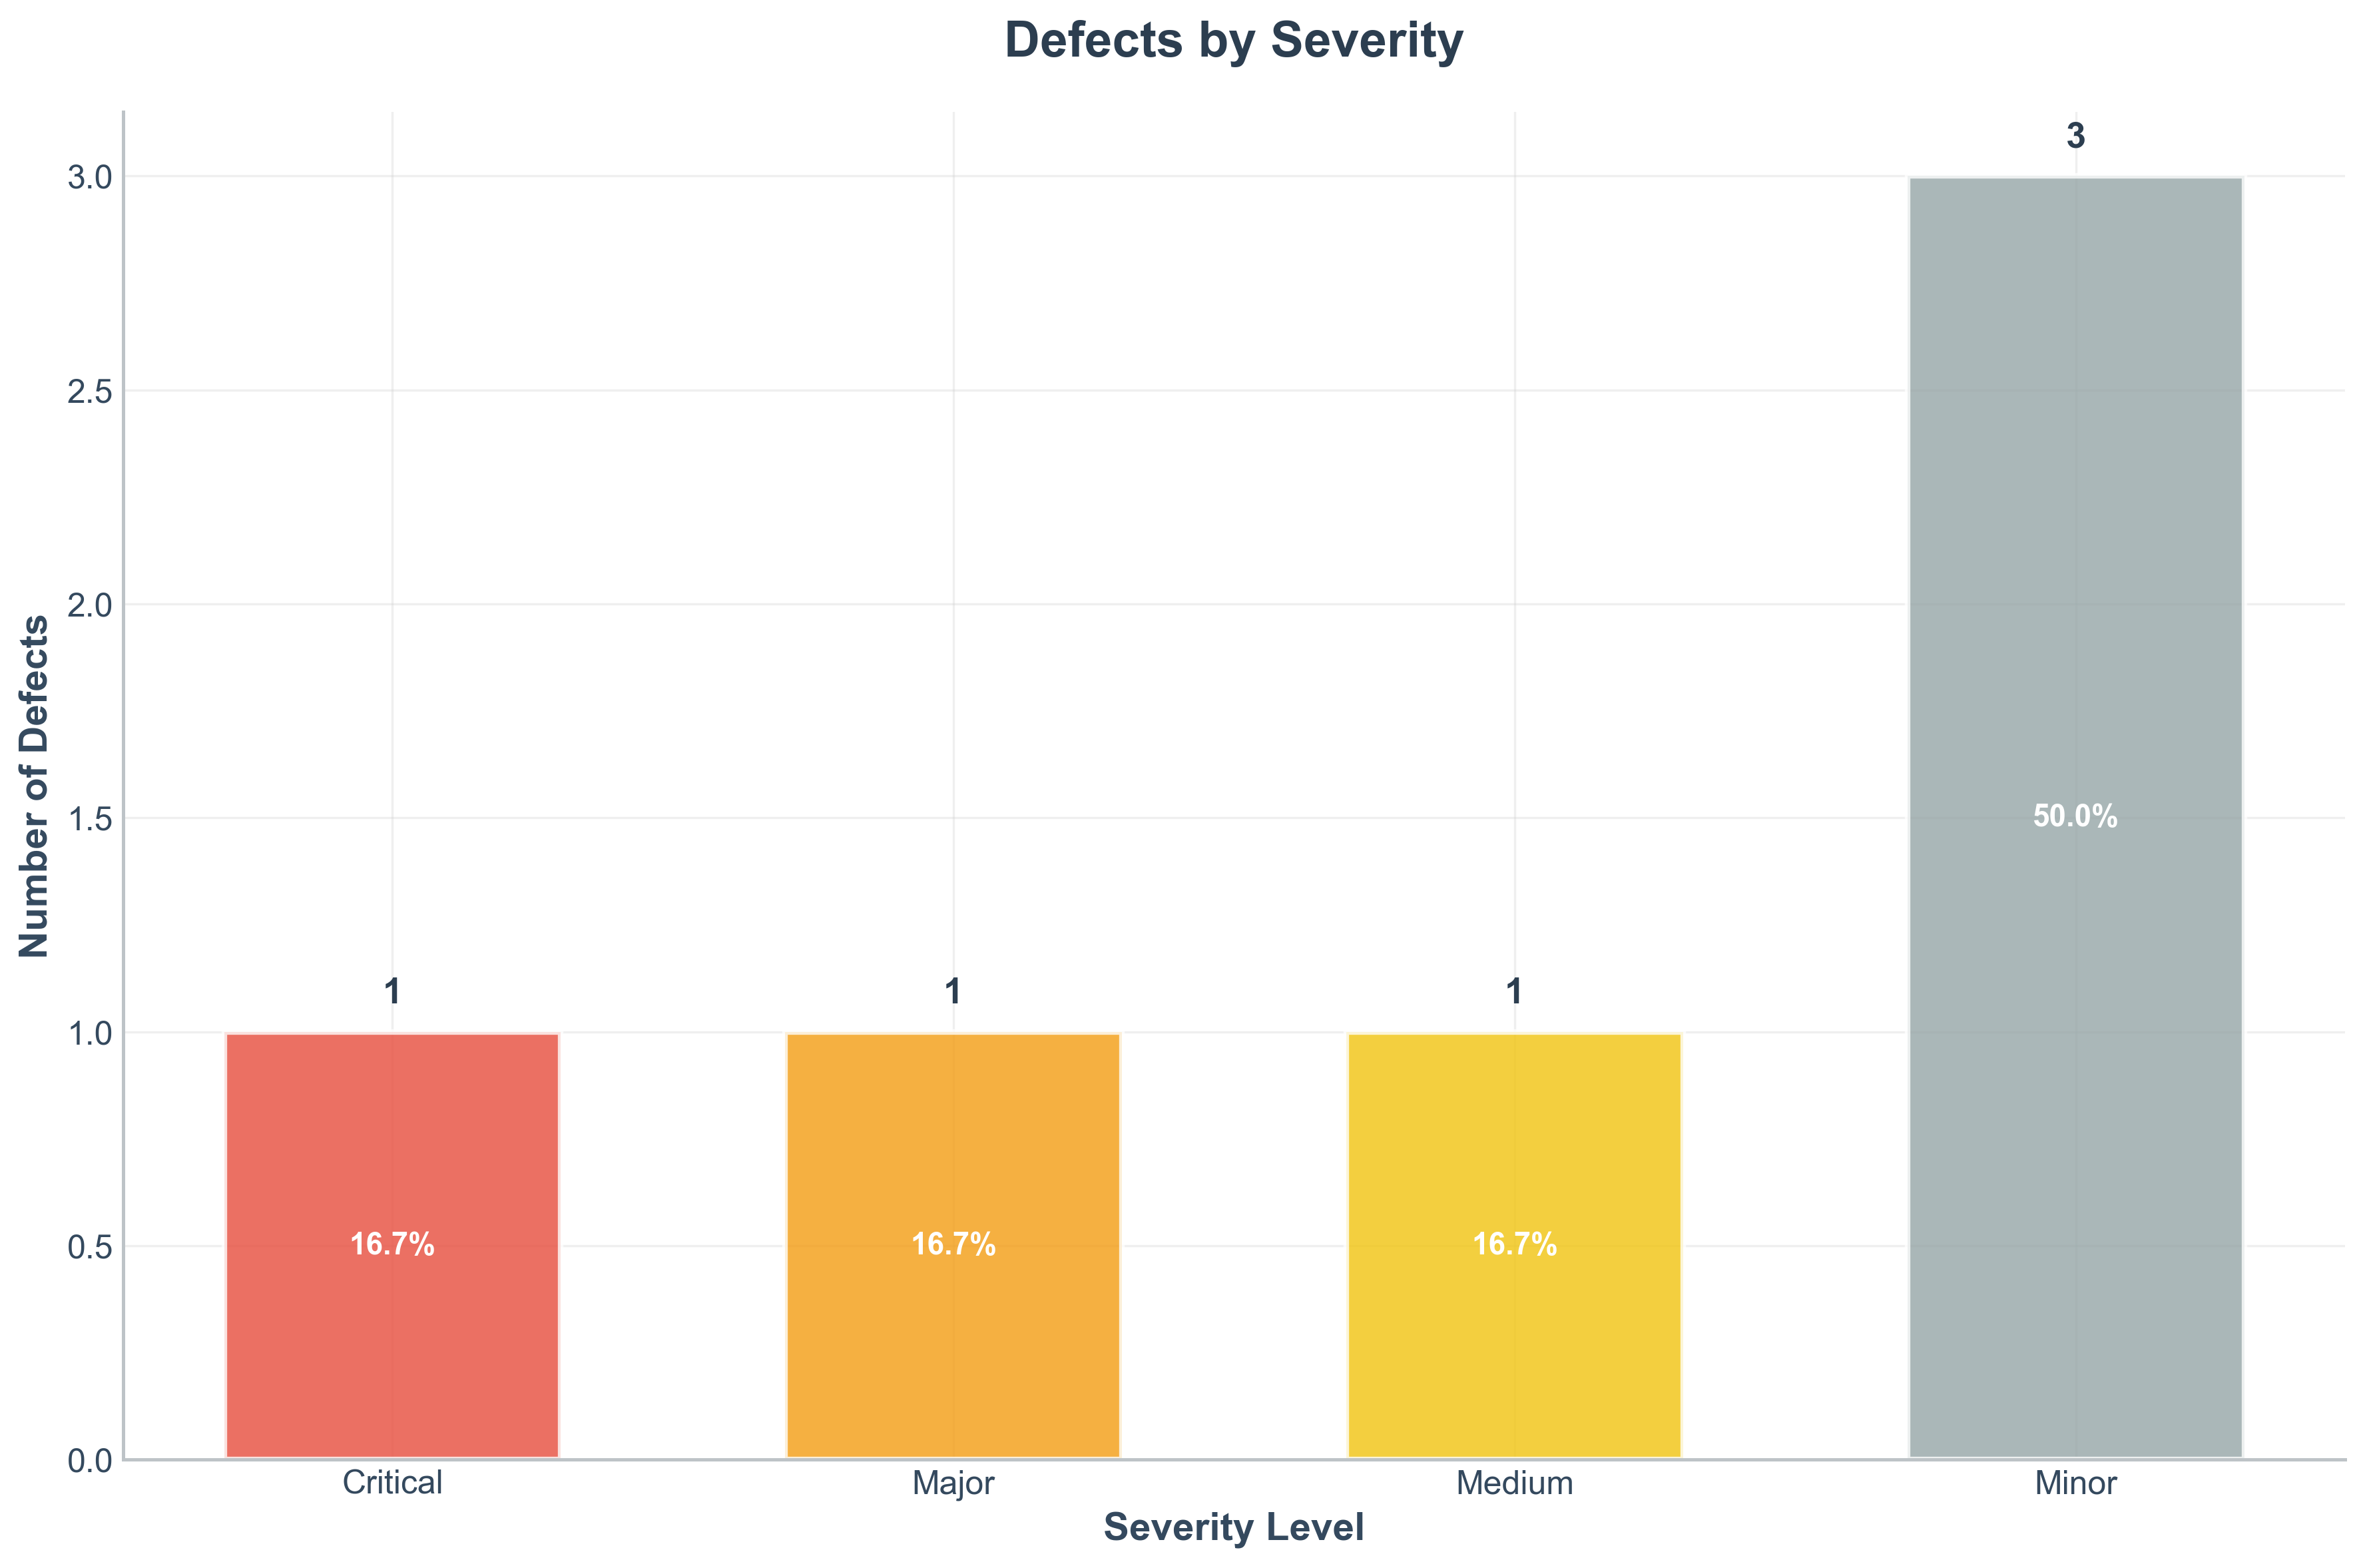 Defects by Severity
3
3.0
2.5
2.0
Number of Defects
1.5
50.0%
1
1
1
1.0
0.5
16.7%
16.7%
16.7%
0.0
Critical
Major
Medium
Minor
Severity Level